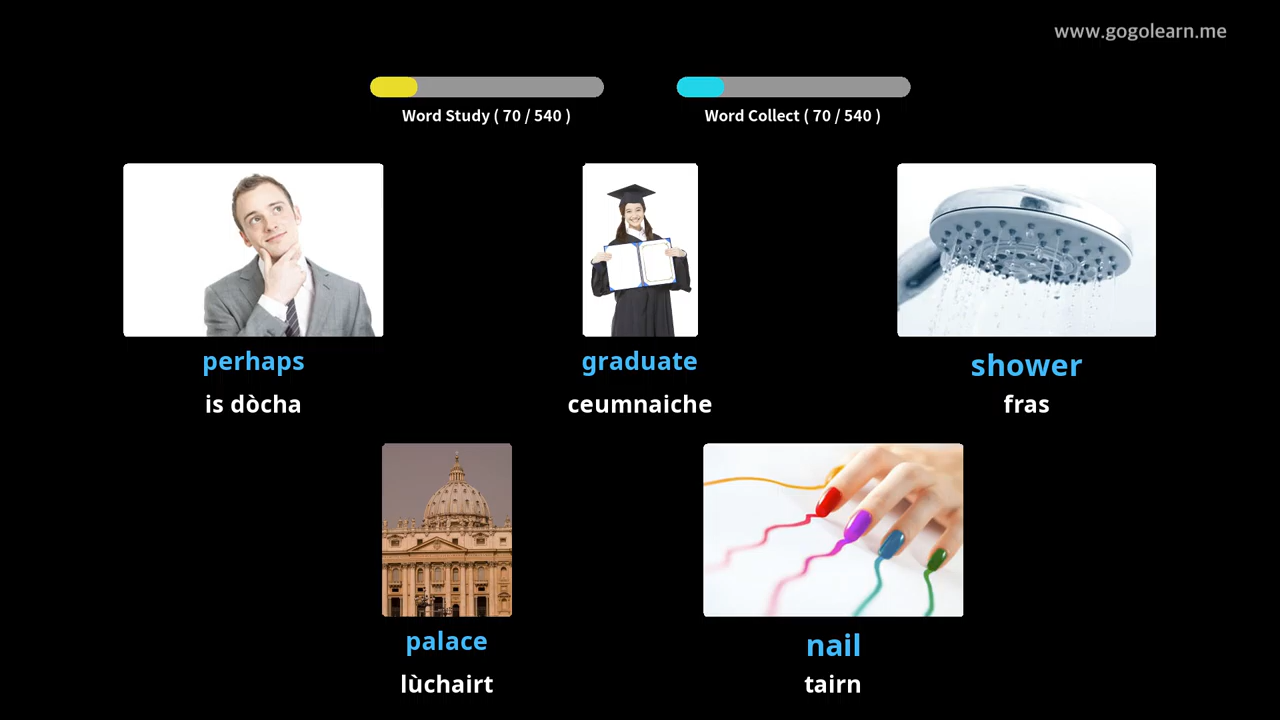 www.gogolearn.me
Word Study ( 70 / 540 )
Word Collect ( 70 / 540 )
perhaps
graduate
shower
is dòcha
ceumnaiche
fras
palace
nail
lùchairt
tairn